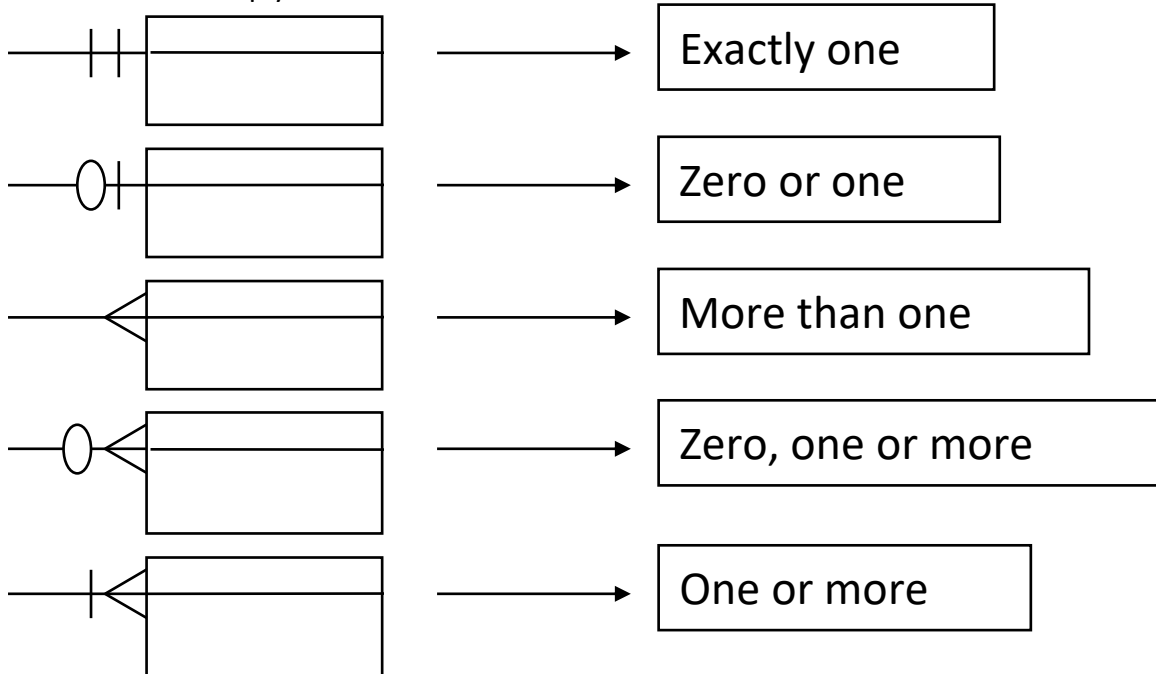 Exactly one
Zero or one
More than one
Zero, one or more
One or more